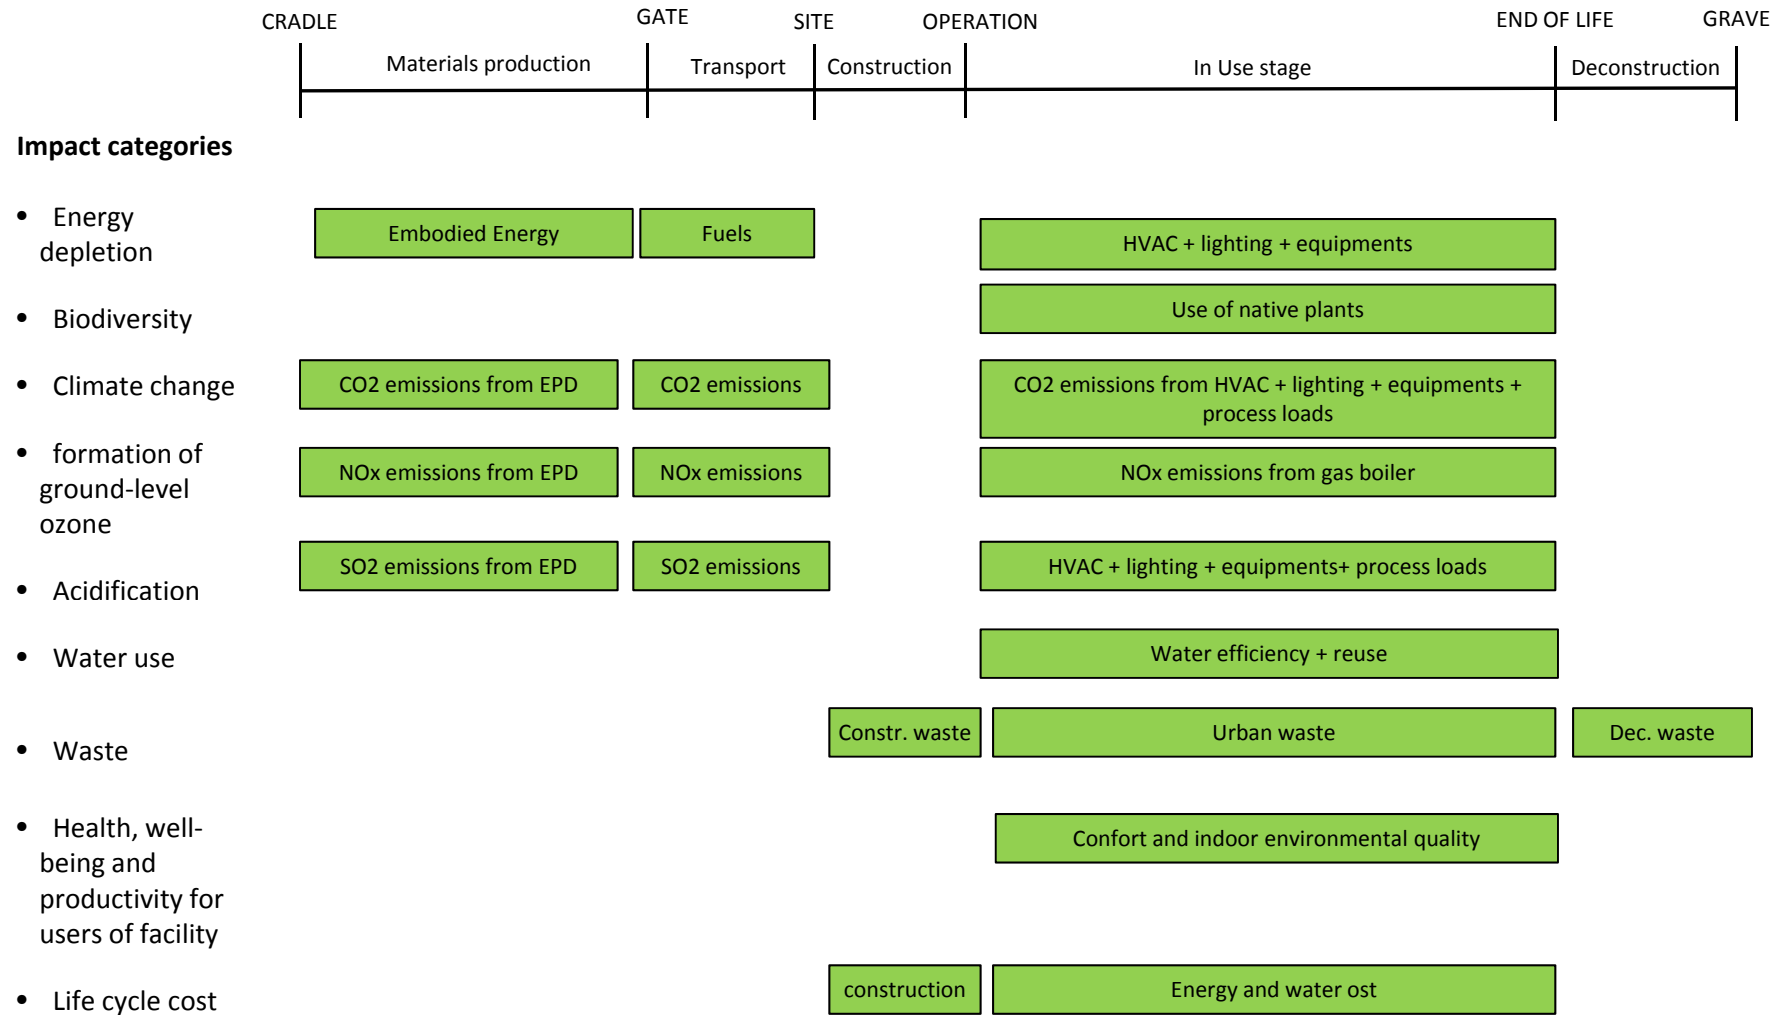 CRADLE
GATE
SITE
OPERATION
END OF LIFE
GRAVE
Materials production
Transport
Construction
In Use stage
Deconstruction
Impact categories
• Energy
depletion
Embodied Energy
Fuels
HVAC + lighting + equipments
• Biodiversity
Use of native plants
• Climate change
CO2 emissions from EPD
CO2 emissions
CO2 emissions from HVAC + lighting + equipments +
process loads
• formation of
ground-level
ozone
NOx emissions from EPD
NOx emissions
NOx emissions from gas boiler
• Acidification
SO2 emissions from EPD
SO2 emissions
HVAC + lighting + equipments+ process loads
• Water use
Water efficiency + reuse
• Waste
Constr. waste
Urban waste
Dec. waste
• Health, well-
being and
productivity for
users of facility
Confort and indoor environmental quality
• Life cycle cost
construction
Energy and water ost